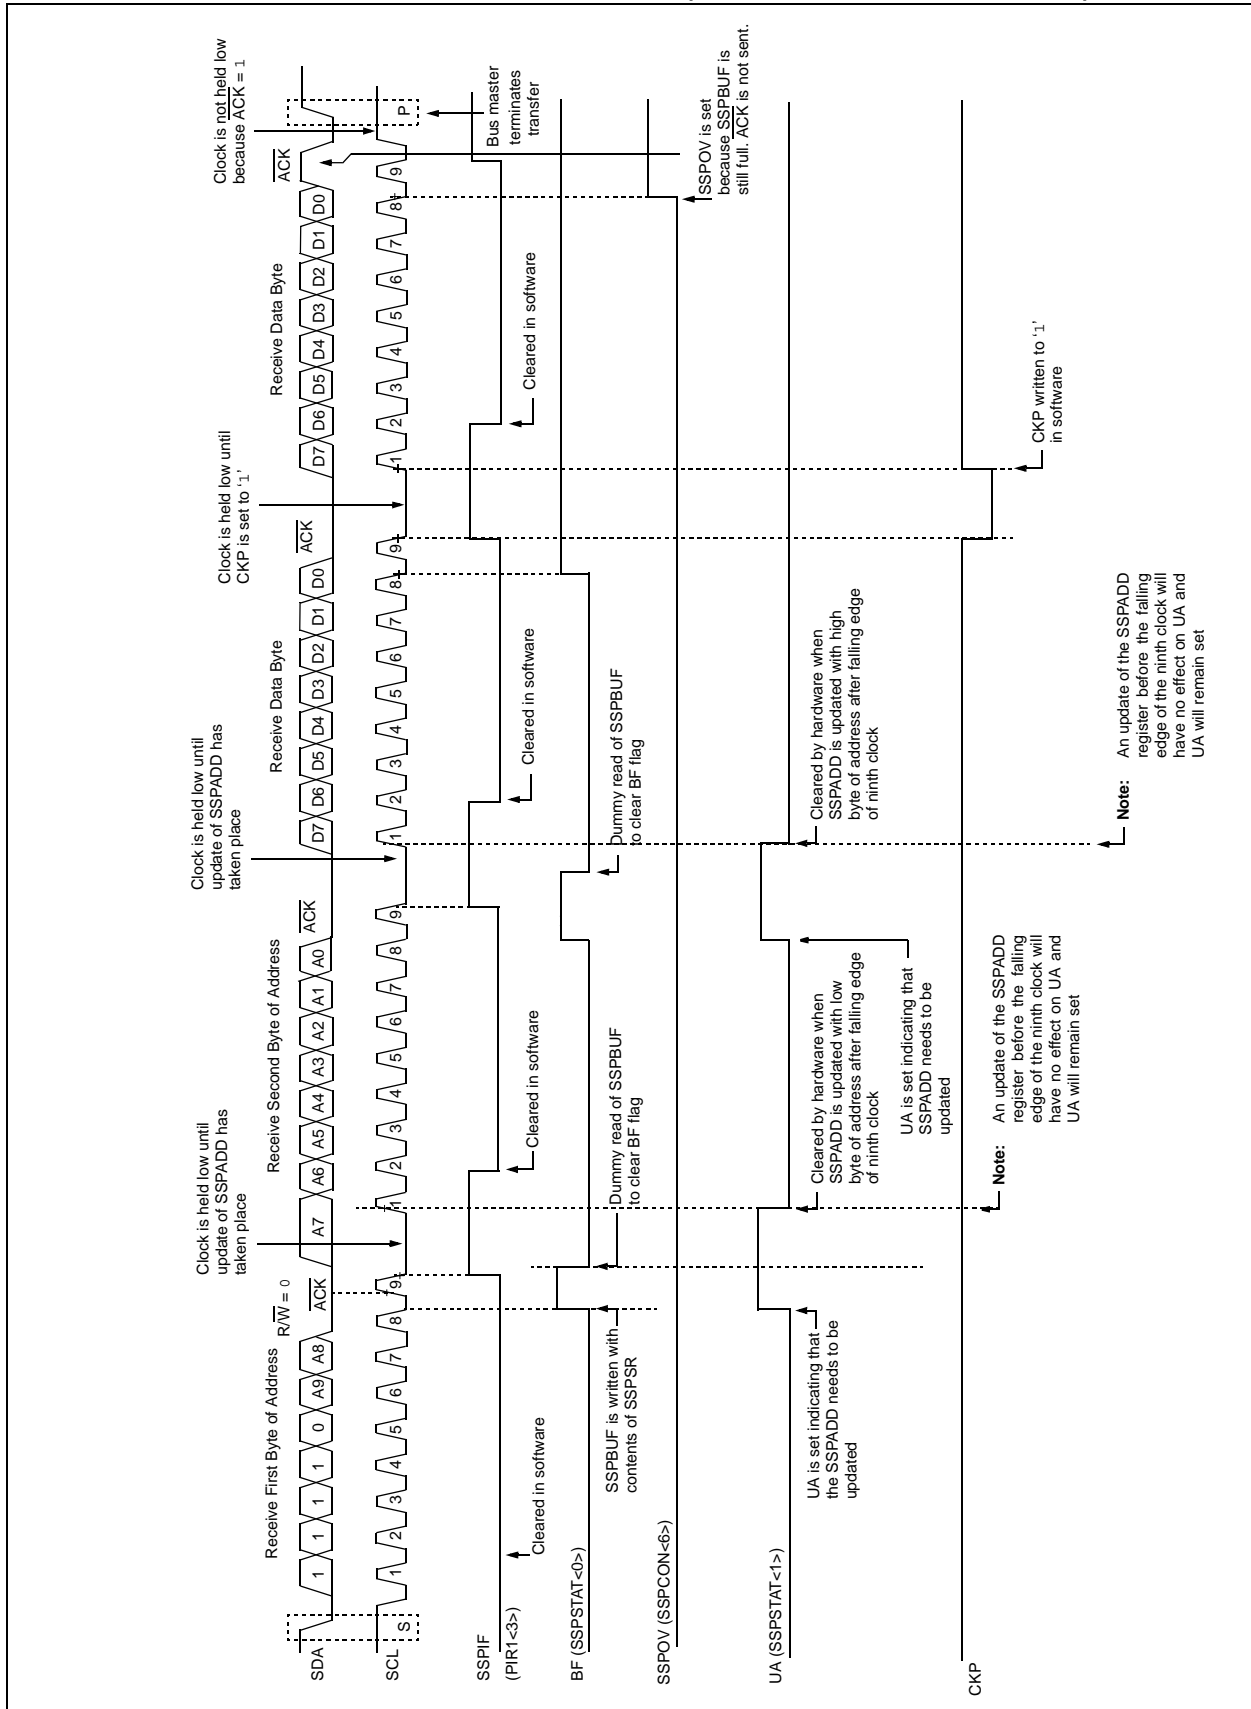 Receive First Byte of Address
R/W = 0
Clock is held low until
update of SSPADD has
taken place
Receive Second Byte of Address
Clock is held low until
update of SSPADD has
taken place
Receive Data Byte
Clock is held low until
CKP is set to '1'
Receive Data Byte
Clock is not held low
because ACK = 1
SDA
1 1 1 1 0 A9 A8 ACK A7 A6 A5 A4 A3 A2 A1 A0 ACK D7 D6 D5 D4 D3 D2 D1 D0 ACK D7 D6 D5 D4 D3 D2 D1 D0 ACK
SCL
S 1 2 3 4 5 6 7 8 9 1 2 3 4 5 6 7 8 9 1 2 3 4 5 6 7 8 9 1 2 3 4 5 6 7 8 9 P
Bus master
terminates
transfer
SSPIF
(PIR1<3>)
Cleared in software
Cleared in software
Cleared in software
Cleared in software
BF (SSPSTAT<0>)
SSPBUF is written with
contents of SSPSR
Dummy read of SSPBUF
to clear BF flag
Dummy read of SSPBUF
to clear BF flag
SSPOV (SSPCON<6>)
SSPOV is set
because SSPBUF is
still full. ACK is not sent.
UA (SSPSTAT<1>)
UA is set indicating that
the SSPADD needs to be
updated
Cleared by hardware when
SSPADD is updated with low
byte of address after falling edge
of ninth clock
UA is set indicating that
SSPADD needs to be
updated
Cleared by hardware when
SSPADD is updated with high
byte of address after falling edge
of ninth clock
CKP
CKP written to '1'
in software
Note: An update of the SSPADD
register before the falling
edge of the ninth clock will
have no effect on UA and
UA will remain set
Note: An update of the SSPADD
register before the falling
edge of the ninth clock will
have no effect on UA and
UA will remain set